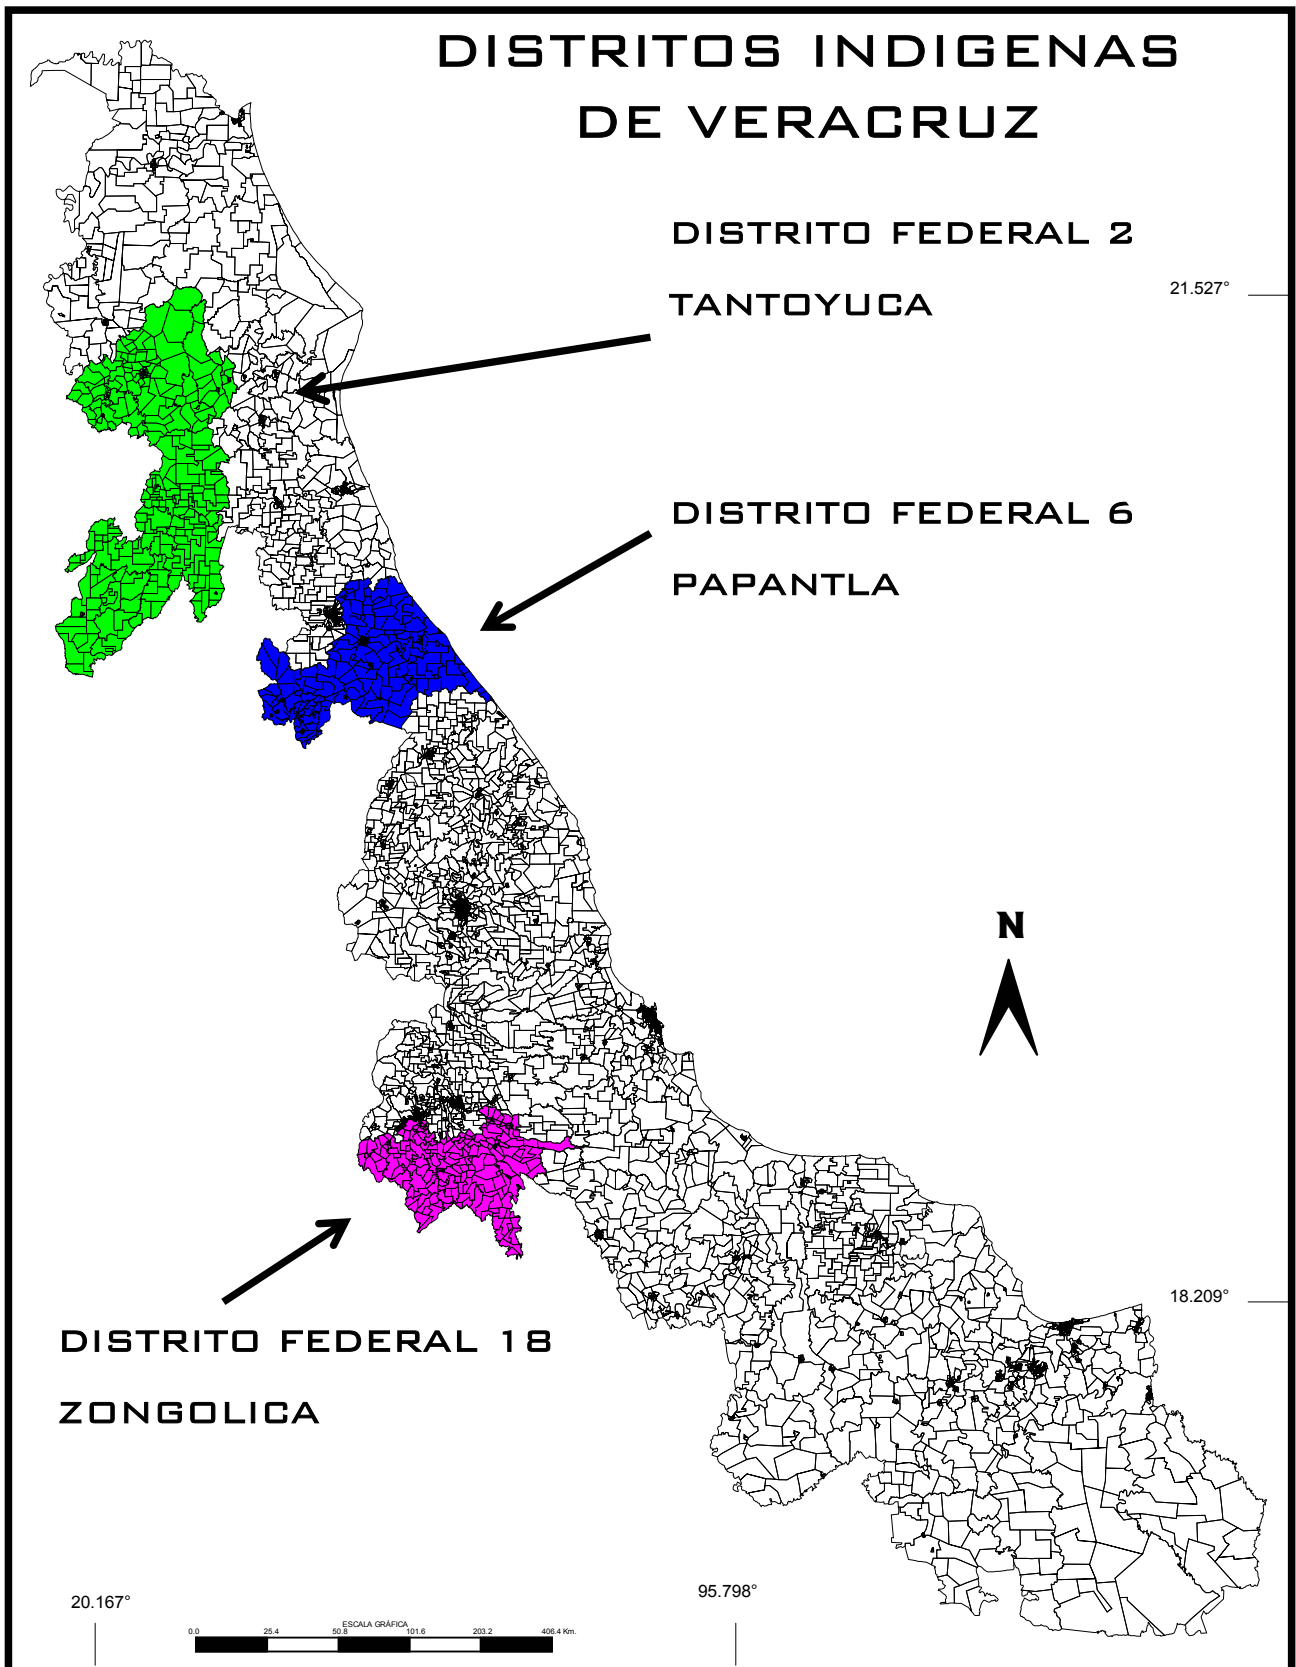 DISTRITOS INDIGENAS
DE VERACRUZ
DISTRITO FEDERAL 2
TANTOYUCA
21.527°
DISTRITO FEDERAL 6
PAPANTLA
N
18.209°
DISTRITO FEDERAL 18
ZONGOLICA
20.167°
95.798°
ESCALA GRÁFICA
0.0 25.4 50.8 101.6 203.2 406.4 Km.